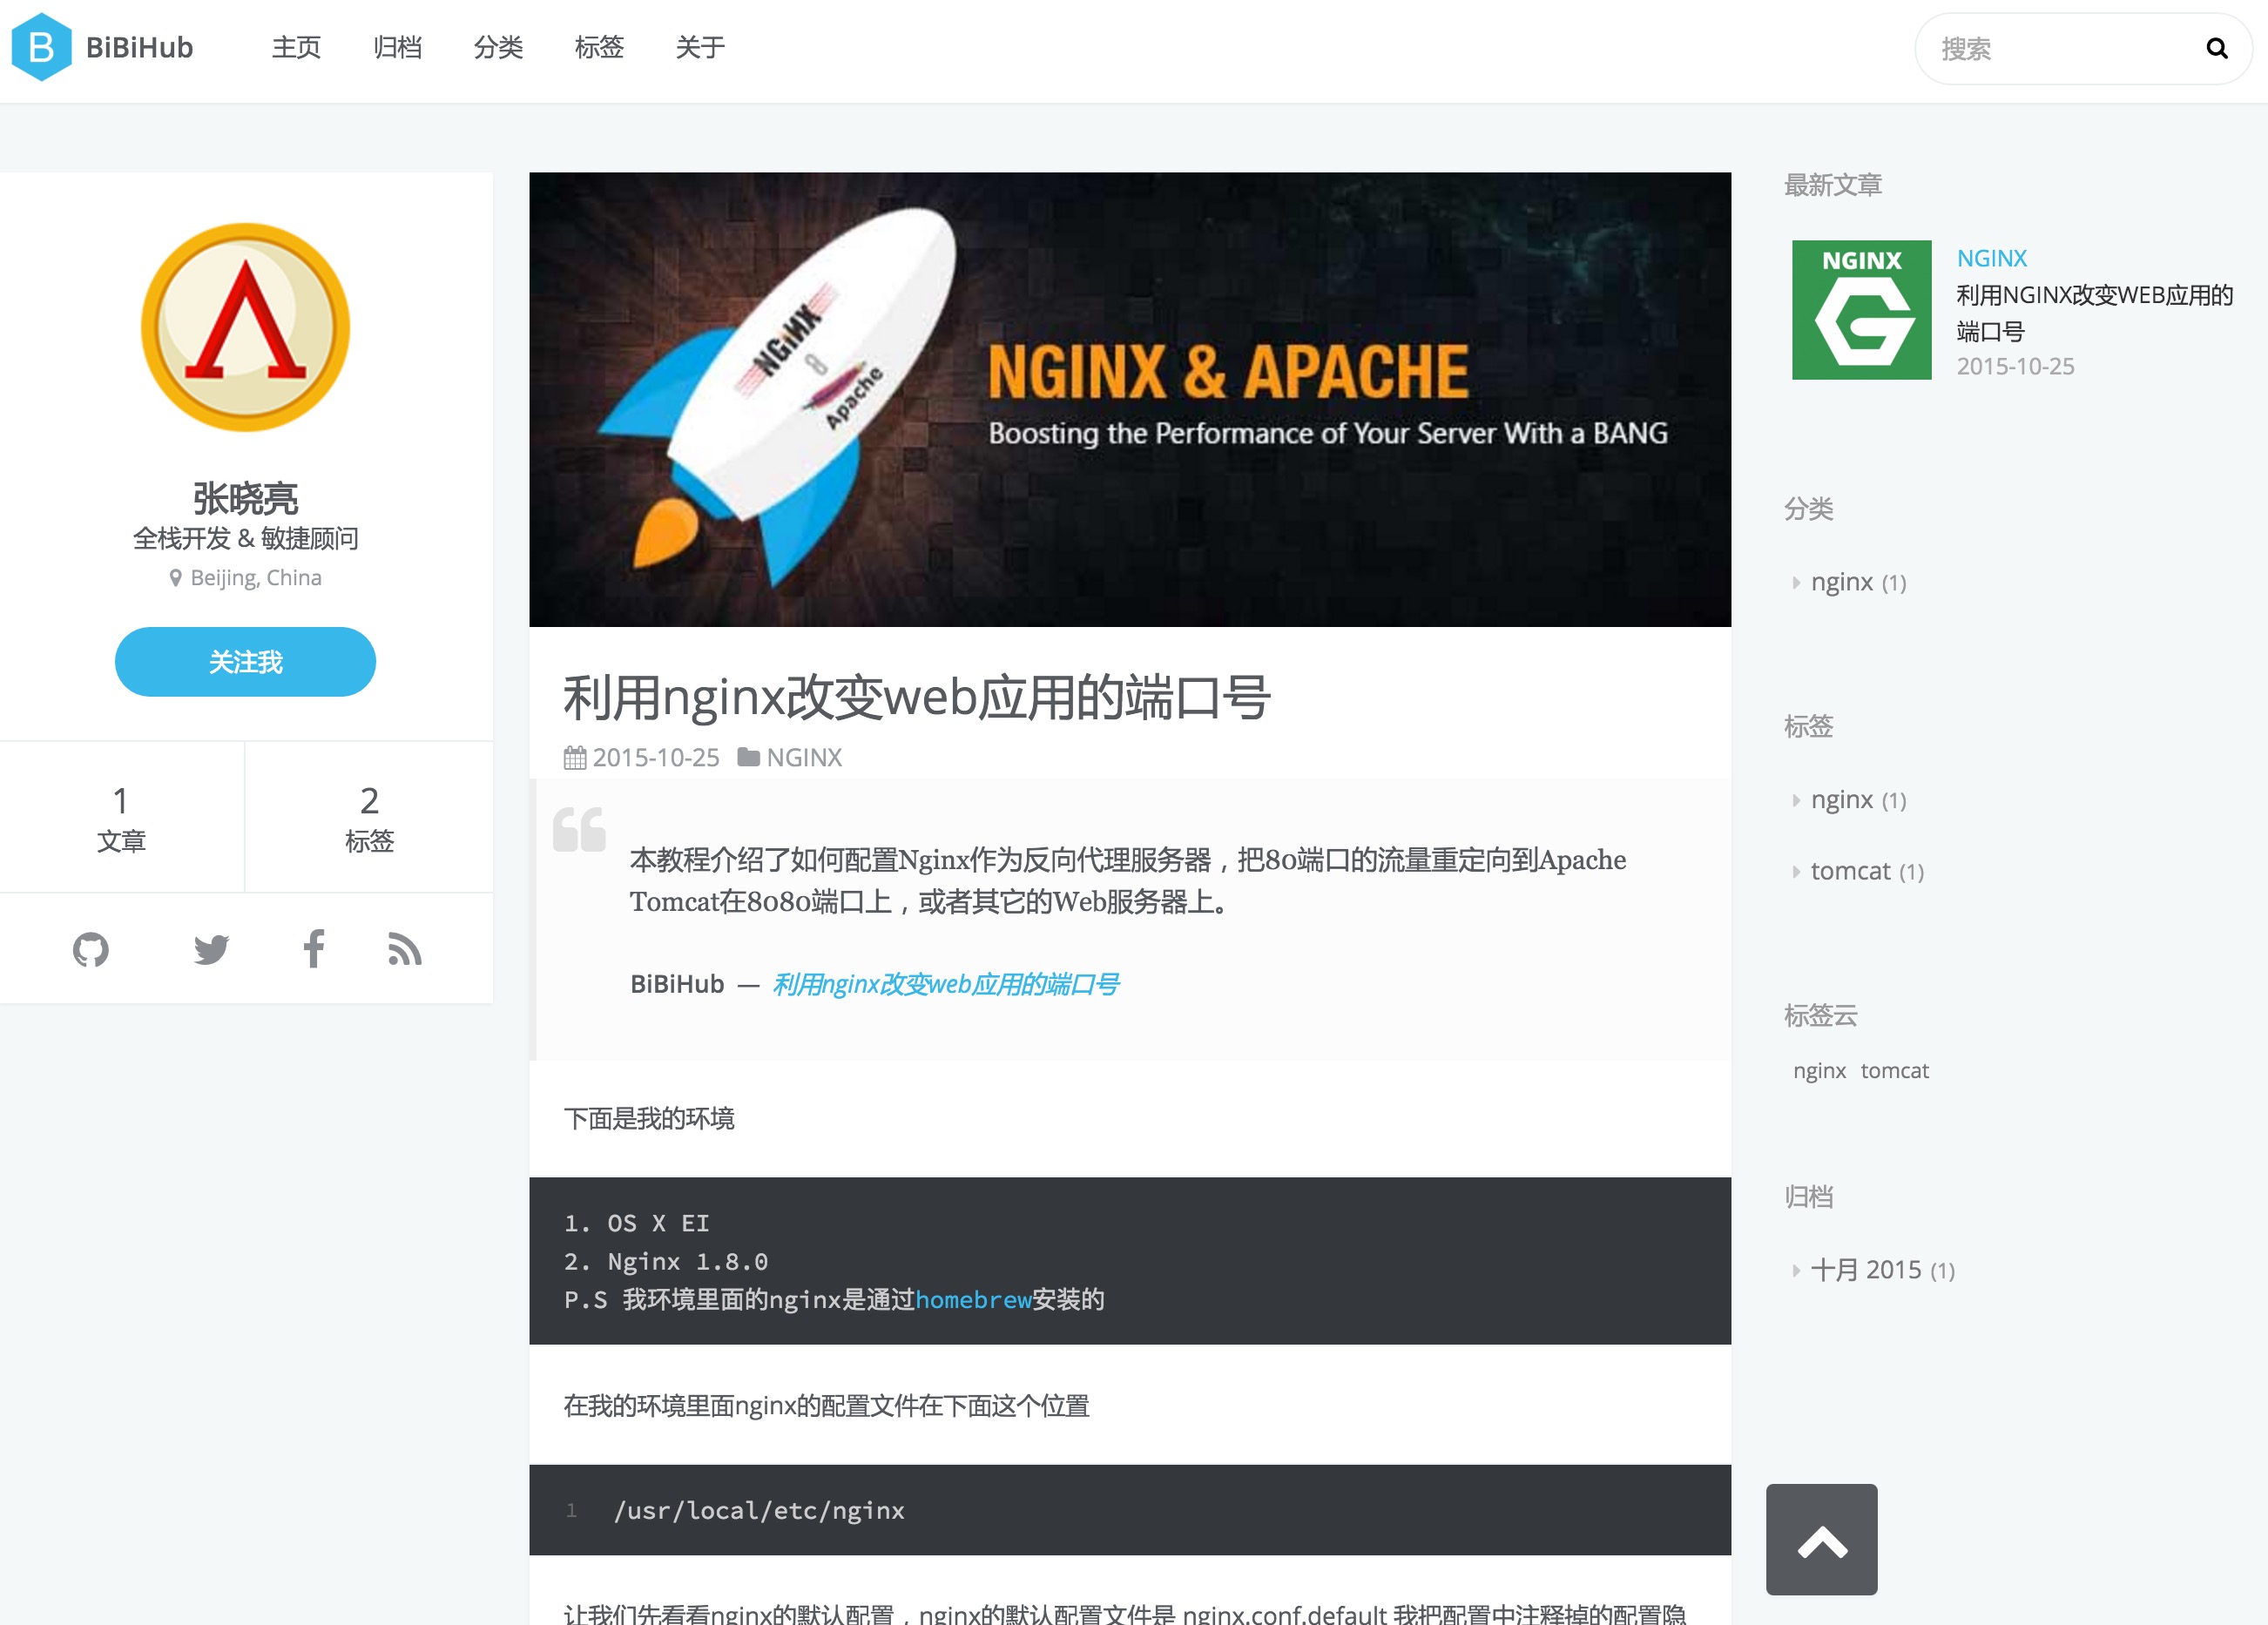 B BiBiHub 主页 归档 分类 标签 关于 搜索
张晓亮
全栈开发 & 敏捷顾问
Beijing, China
关注我
1 2
文章 标签
NGINX & Apache
NGINX & APACHE
Boosting the Performance of Your Server With a BANG
利用nginx改变web应用的端口号
2015-10-25 NGINX
本教程介绍了如何配置Nginx作为反向代理服务器，把80端口的流量重定向到Apache
Tomcat在8080端口上，或者其它的Web服务器上。
BiBiHub — 利用nginx改变web应用的端口号
下面是我的环境
1. OS X EI
2. Nginx 1.8.0
P.S 我环境里面的nginx是通过homebrew安装的
在我的环境里面nginx的配置文件在下面这个位置
1 /usr/local/etc/nginx
让我们先看看nginx的默认配置，nginx的默认配置文件是 nginx.conf.default 我把配置中注释掉的配置隐
最新文章
NGINX
G
NGINX
利用NGINX改变WEB应用的
端口号
2015-10-25
分类
nginx (1)
标签
nginx (1)
tomcat (1)
标签云
nginx tomcat
归档
十月 2015 (1)